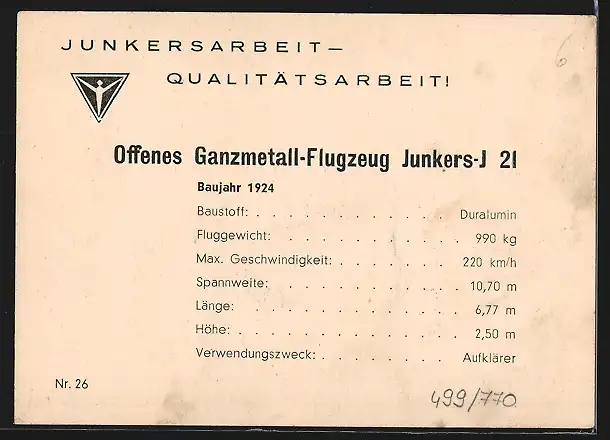 JUNKERSARBEIT—
QUALITÄTSARBEIT!
6
Offenes Ganzmetall-Flugzeug Junkers-J 21
Baujahr 1924
Baustoff: . . . . . . . . . . . . Duralumin
Fluggewicht: . . . . . . . . . . . 990 kg
Max. Geschwindigkeit: . . . . . . . . 220 km/h
Spannweite: . . . . . . . . . . . 10,70 m
Länge: . . . . . . . . . . . . . 6,77 m
Höhe: . . . . . . . . . . . . . 2,50 m
Verwendungszweck: . . . . . . . . . Aufklärer
Nr. 26
499/770